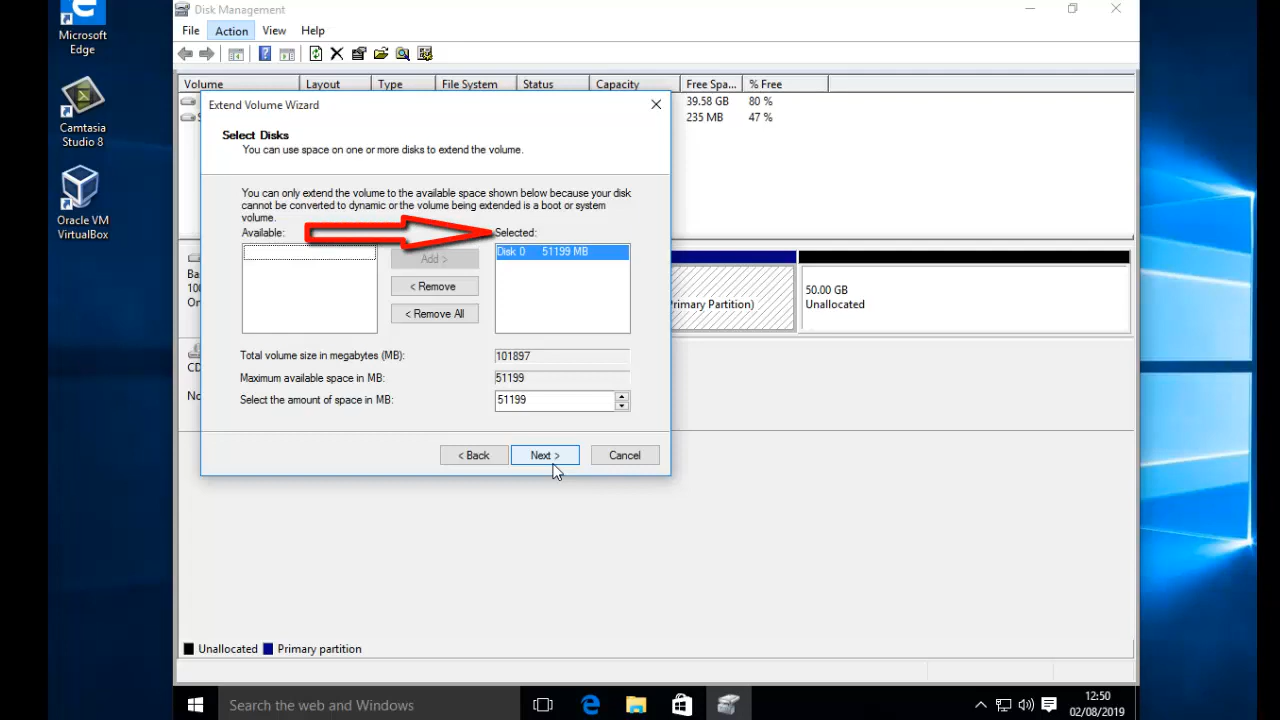 Microsoft
Edge
Camtasia
Studio 8
Oracle VM
VirtualBox
Disk Management
File Action View Help
Volume Layout Type File System Status Capacity Free Spa... % Free
39.58 GB 80 %
235 MB 47 %
Extend Volume Wizard
Select Disks
You can use space on one or more disks to extend the volume.
You can only extend the volume to the available space shown below because your disk
cannot be converted to dynamic or the volume being extended is a boot or system
volume.
Available: Selected:
Disk 0 51199 MB
Add >
< Remove
< Remove All
Total volume size in megabytes (MB): 101897
Maximum available space in MB: 51199
Select the amount of space in MB: 51199
< Back Next > Cancel
Ba
100
On
CD
No
Primary Partition)
50.00 GB
Unallocated
Unallocated Primary partition
Search the web and Windows
12:50
02/08/2019